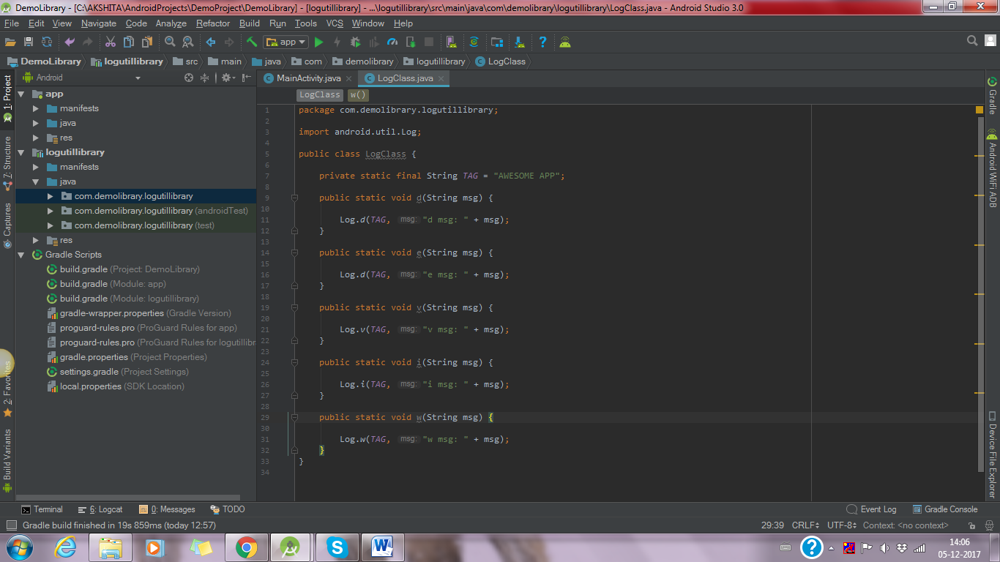 DemoLibrary - [C:\AKSHITA\AndroidProjects\DemoProject\DemoLibrary] - [logutillibrary] - ...\logutillibrary\src\main\java\com\demolibrary\logutillibrary\LogClass.java - Android Studio 3.0
File Edit View Navigate Code Analyze Refactor Build Run Tools VCS Window Help
app
DemoLibrary logutillibrary src main java com demolibrary logutillibrary LogClass
1: Project
7: Structure
Captures
2: Favorites
Build Variants
Android
app
manifests
java
res
logutillibrary
manifests
java
com.demolibrary.logutillibrary
com.demolibrary.logutillibrary (androidTest)
com.demolibrary.logutillibrary (test)
res
Gradle Scripts
build.gradle (Project: DemoLibrary)
build.gradle (Module: app)
build.gradle (Module: logutillibrary)
gradle-wrapper.properties (Gradle Version)
proguard-rules.pro (ProGuard Rules for app)
proguard-rules.pro (ProGuard Rules for logutillibr
gradle.properties (Project Properties)
settings.gradle (Project Settings)
local.properties (SDK Location)
MainActivity.java LogClass.java
LogClass w()
1 package com.demolibrary.logutillibrary;
2
3 import android.util.Log;
4
5 public class LogClass {
6
7 private static final String TAG = "AWESOME APP";
8
9 public static void d(String msg) {
10
11 Log.d(TAG, msg: "d msg: " + msg);
12 }
13
14 public static void e(String msg) {
15
16 Log.d(TAG, msg: "e msg: " + msg);
17 }
18
19 public static void v(String msg) {
20
21 Log.v(TAG, msg: "v msg: " + msg);
22 }
23
24 public static void i(String msg) {
25
26 Log.i(TAG, msg: "i msg: " + msg);
27 }
28
29 public static void w(String msg) {
30
31 Log.w(TAG, msg: "w msg: " + msg);
32 }
33 }
34
Gradle
Android WiFi ADB
Device File Explorer
Terminal 6: Logcat 0: Messages TODO Event Log Gradle Console
Gradle build finished in 19s 859ms (today 12:57) 29:39 CRLF UTF-8 Context: <no context>
14:06
05-12-2017